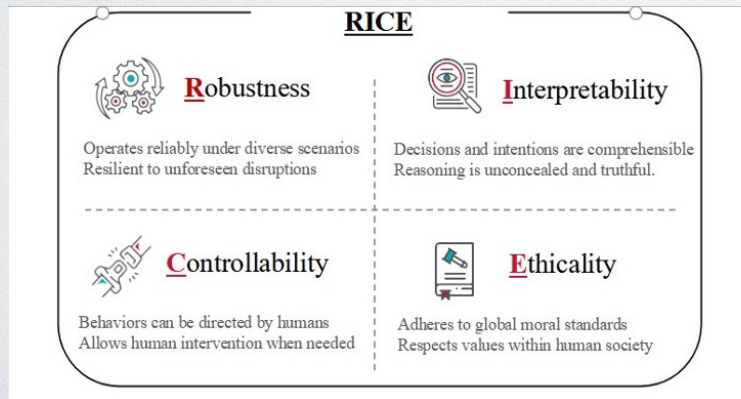 RICE
Robustness
Operates reliably under diverse scenarios
Resilient to unforeseen disruptions
Interpretability
Decisions and intentions are comprehensible
Reasoning is unconcealed and truthful.
Controllability
Behaviors can be directed by humans
Allows human intervention when needed
Ethicality
Adheres to global moral standards
Respects values within human society